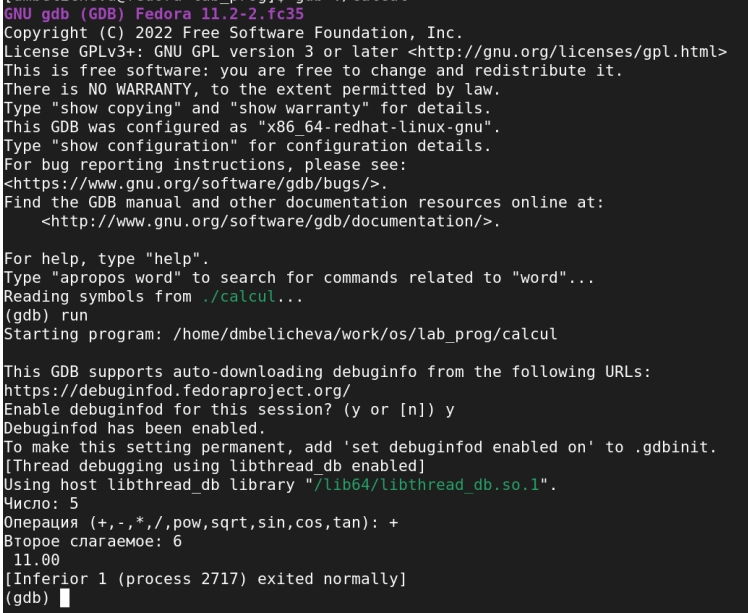 GNU gdb (GDB) Fedora 11.2-2.fc35
Copyright (C) 2022 Free Software Foundation, Inc.
License GPLv3+: GNU GPL version 3 or later <http://gnu.org/licenses/gpl.html>
This is free software: you are free to change and redistribute it.
There is NO WARRANTY, to the extent permitted by law.
Type "show copying" and "show warranty" for details.
This GDB was configured as "x86_64-redhat-linux-gnu".
Type "show configuration" for configuration details.
For bug reporting instructions, please see:
<https://www.gnu.org/software/gdb/bugs/>.
Find the GDB manual and other documentation resources online at:
    <http://www.gnu.org/software/gdb/documentation/>.

For help, type "help".
Type "apropos word" to search for commands related to "word"...
Reading symbols from ./calcul...
(gdb) run
Starting program: /home/dmbelicheva/work/os/lab_prog/calcul

This GDB supports auto-downloading debuginfo from the following URLs:
https://debuginfod.fedoraproject.org/
Enable debuginfod for this session? (y or [n]) y
Debuginfod has been enabled.
To make this setting permanent, add 'set debuginfod enabled on' to .gdbinit.
[Thread debugging using libthread_db enabled]
Using host libthread_db library "/lib64/libthread_db.so.1".
Число: 5
Операция (+,-,*,/,pow,sqrt,sin,cos,tan): +
Второе слагаемое: 6
 11.00
[Inferior 1 (process 2717) exited normally]
(gdb)